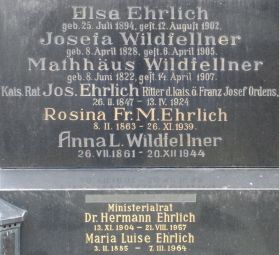 Elsa Ehrlich
geb. 25. Juli 1894, gest. 12. August 1902.
Josefa Wildfellner
geb. 8. April 1828, gest. 6. April 1905.
Mathhäus Wildfellner
geb. 8. Juni 1822, gest. 14. April 1907.
Kais. Rat Jos. Ehrlich Ritter d. kais. ö. Franz Josef Ordens,
26. II. 1847 - 13. IV. 1924
Rosina Fr. M. Ehrlich
8. II. 1863 - 26. XI. 1939.
Anna L. Wildfellner
26. VII. 1861 - 20. XII 1944
Ministerialrat
Dr. Hermann Ehrlich
13. XI. 1904 - 21. VIII. 1957
Maria Luise Ehrlich
3. II. 1885 - 7. III. 1964